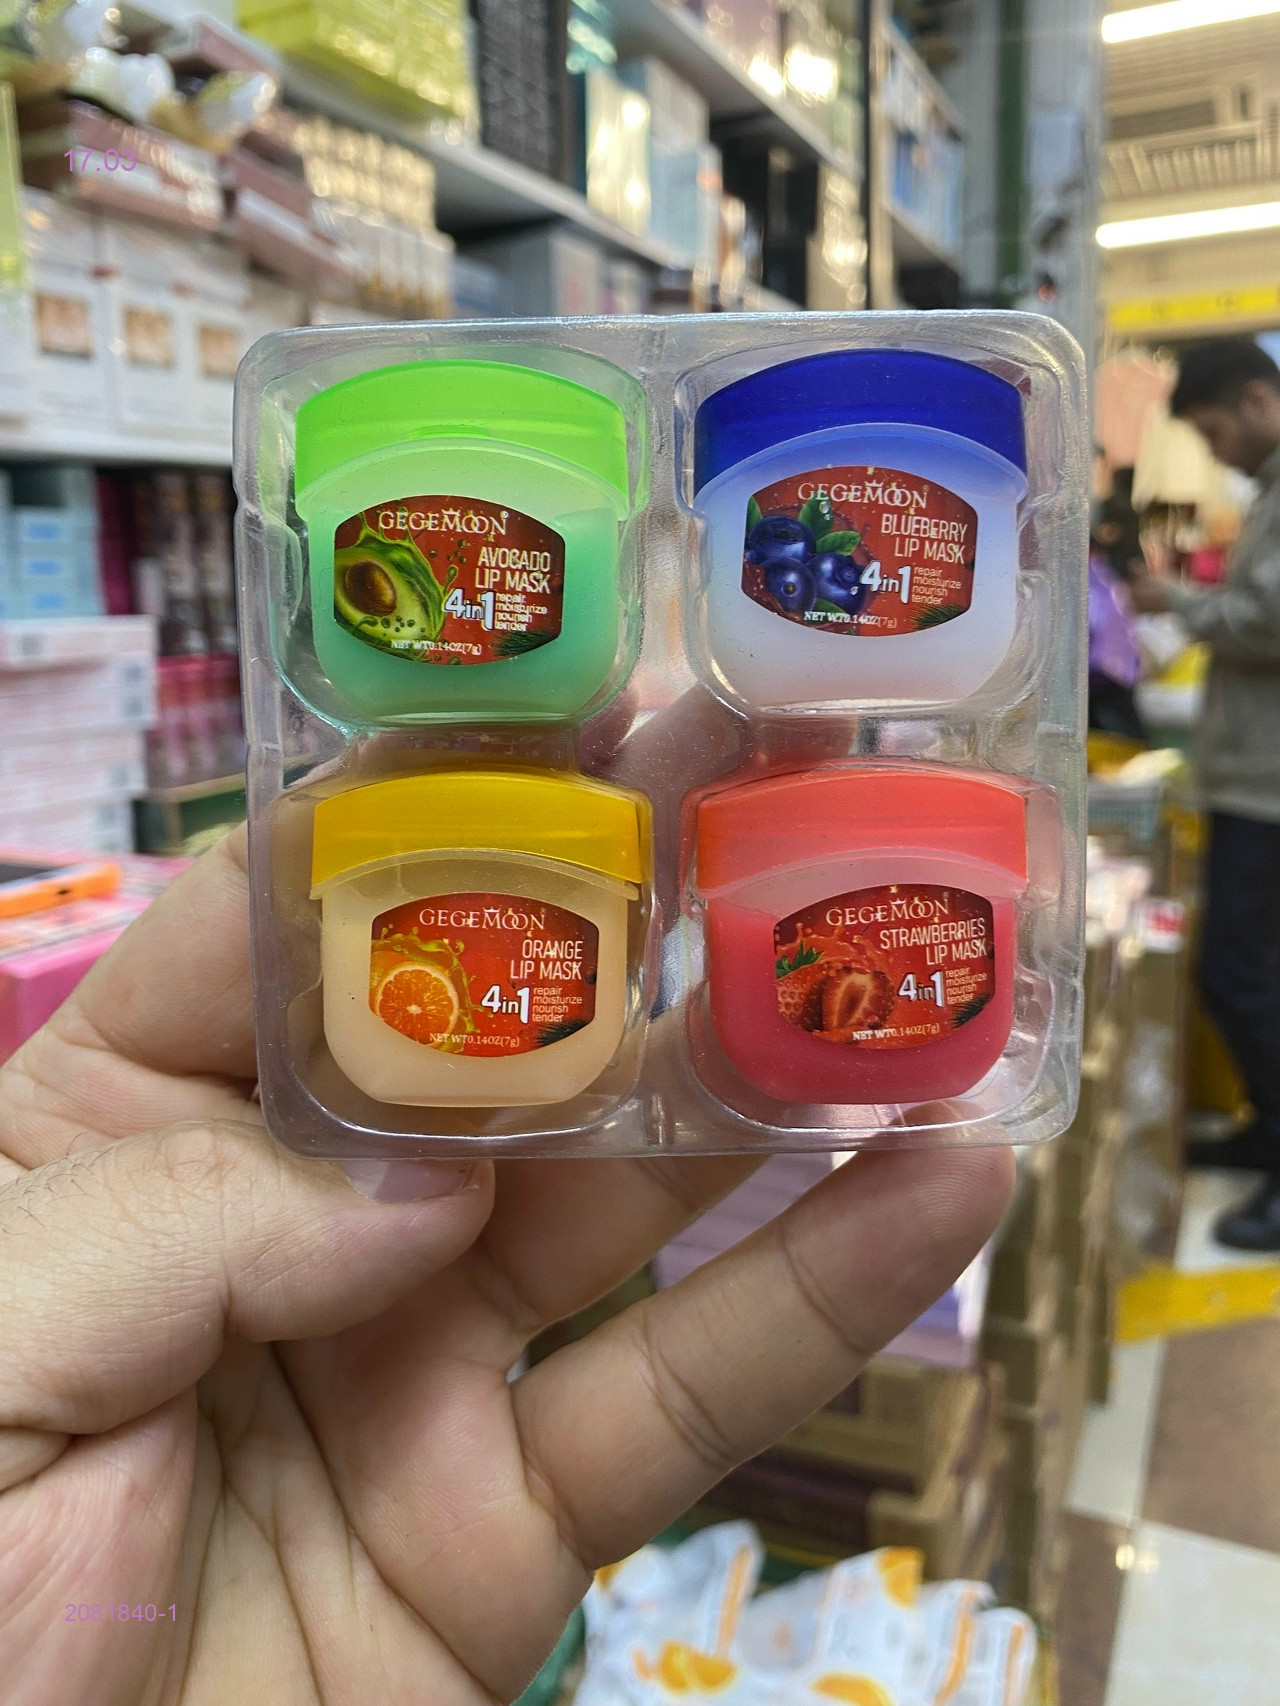 17.03
GEGEMOON
AVOCADO
LIP MASK
4in1
repair
moisturize
nourish
tender
NET WT0.14OZ(7g)
GEGEMOON
BLUEBERRY
LIP MASK
4in1
repair
moisturize
nourish
tender
NET WT0.14OZ(7g)
GEGEMOON
ORANGE
LIP MASK
4in1
repair
moisturize
nourish
tender
NET WT0.14OZ(7g)
GEGEMOON
STRAWBERRIES
LIP MASK
4in1
repair
moisturize
nourish
tender
NET WT0.14OZ(7g)
2081840-1